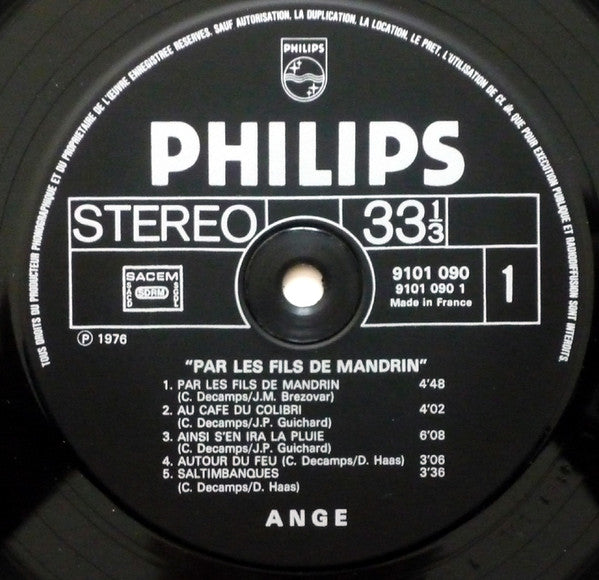 TOUS DROITS DU PRODUCTEUR PHONOGRAPHIQUE ET DU PROPRIETAIRE DE L'ŒUVRE ENREGISTREE RESERVES. SAUF AUTORISATION, LA DUPLICATION, LA LOCATION, LE PRET, L'UTILISATION DE CE DISQUE POUR EXECUTION PUBLIQUE ET RADIODIFFUSION SONT INTERDITS.
PHILIPS
PHILIPS
STEREO 33 1/3
SACEM
SACD SDRM SGDL
9101 090
9101 090 1
Made in France
1
Ⓟ 1976
"PAR LES FILS DE MANDRIN"
1. PAR LES FILS DE MANDRIN 4'48
(C. Decamps/J.M. Brezovar)
2. AU CAFE DU COLIBRI 4'02
(C. Decamps/J.P. Guichard)
3. AINSI S'EN IRA LA PLUIE 6'08
(C. Decamps/J.P. Guichard)
4. AUTOUR DU FEU (C. Decamps/D. Haas) 3'06
5. SALTIMBANQUES 3'36
(C. Decamps/D. Haas)
ANGE